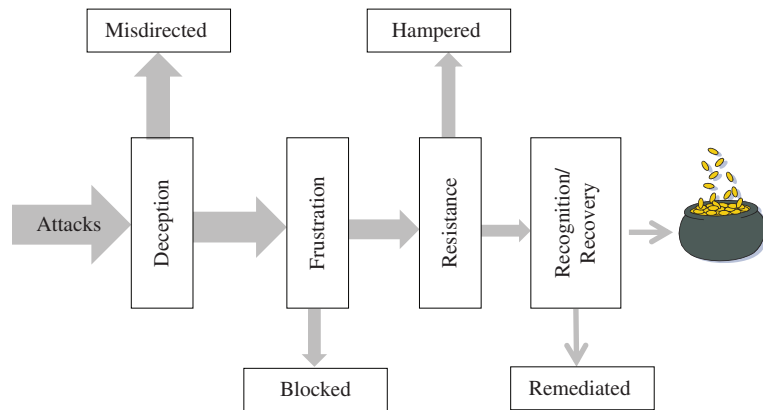 Misdirected
Hampered
Attacks
Deception
Frustration
Resistance
Recognition/
Recovery
Blocked
Remediated